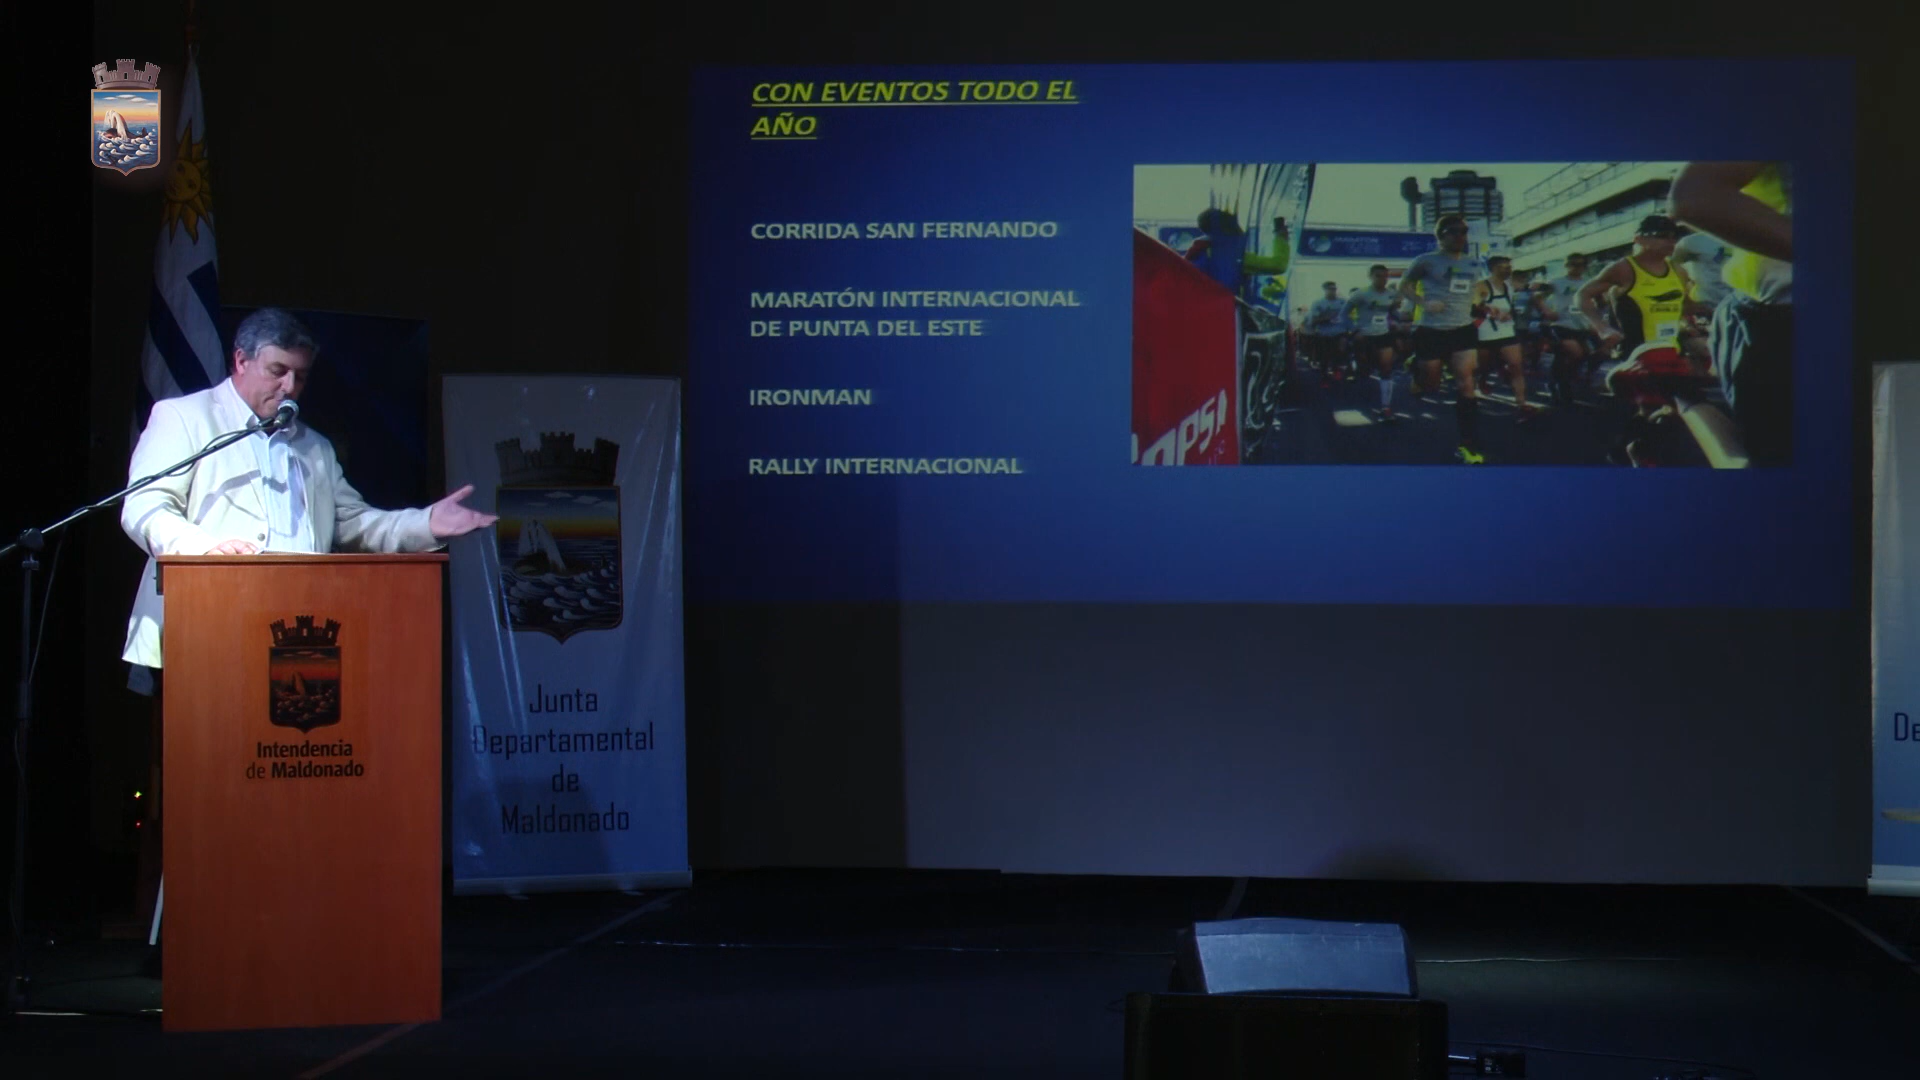 CON EVENTOS TODO EL
AÑO
CORRIDA SAN FERNANDO
MARATÓN INTERNACIONAL
DE PUNTA DEL ESTE
IRONMAN
RALLY INTERNACIONAL
Intendencia
de Maldonado
Junta
Departamental
de
Maldonado
De